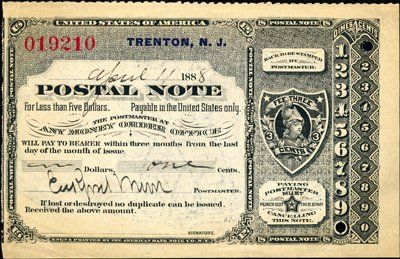 UNITED STATES OF AMERICA
POSTAL NOTE
DIMES & CENTS
019210
TRENTON, N. J.
April 11 1888
POSTAL NOTE
For Less than Five Dollars. Payable in the United States only.
THE POSTMASTER AT
ANY MONEY ORDER OFFICE
WILL PAY TO BEARER within three months from the last
day of the month of issue.
Dollars, one Cents.
POSTMASTER.
If lost or destroyed no duplicate can be issued.
Received the above amount.
SIGNATURE.
ENG'D & PRINTED BY THE AMERICAN BANK NOTE CO. N.Y.
BACK TO BE STAMPED
BY
POSTMASTER.
FEE THREE
CENTS
PAYING
POSTMASTER MUST
PUNCH OUT THIS STAR
CANCELLING
THIS NOTE.
POSTAL NOTE
1 1
2 2
3 3
4 4
5 5
6 6
7 7
8 8
9 9
0 0